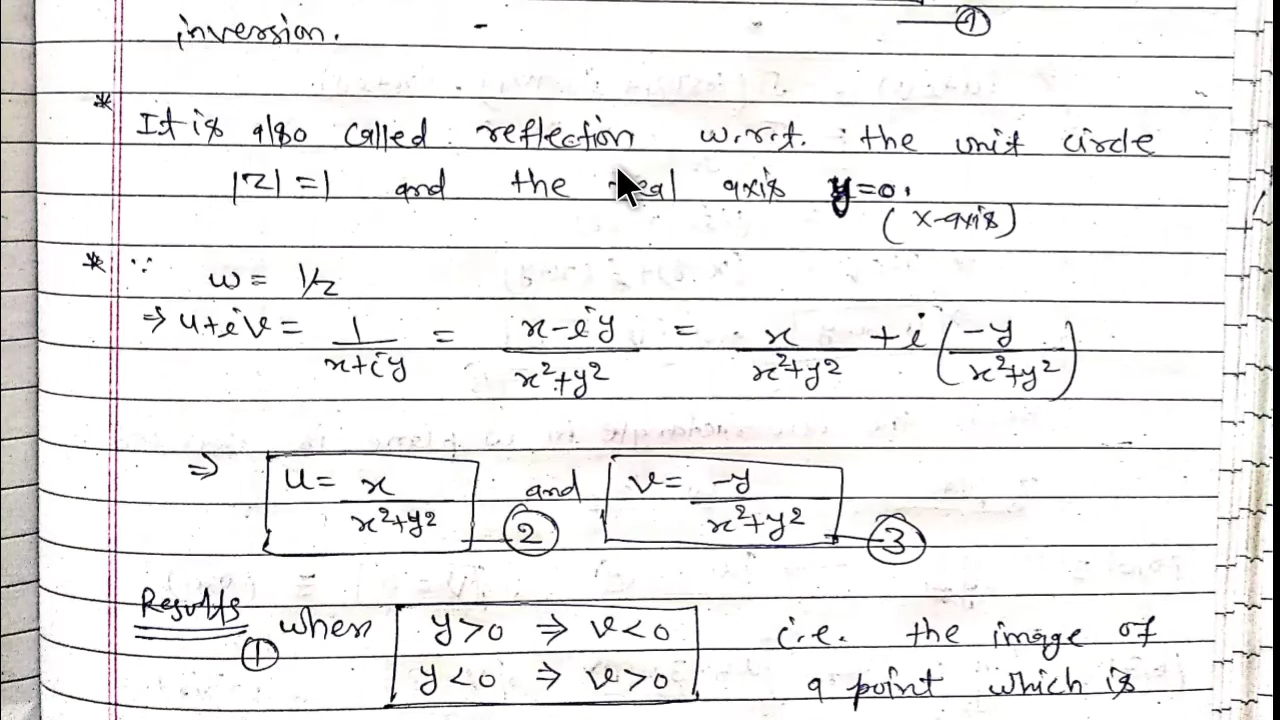 inversion. - ①
* It is also called reflection w.r.t. the unit circle
|z| = 1 and the real axis y=0.
(x-axis)
* ∵ w = 1/z
⇒ u+iv = 1/(x+iy) = (x-iy)/(x²+y²) = x/(x²+y²) + i(-y/(x²+y²))
⇒ u = x/(x²+y²) — ② and v = -y/(x²+y²) — ③
Results
① when y>0 ⇒ v<0 i.e. the image of
y<0 ⇒ v>0 a point which is